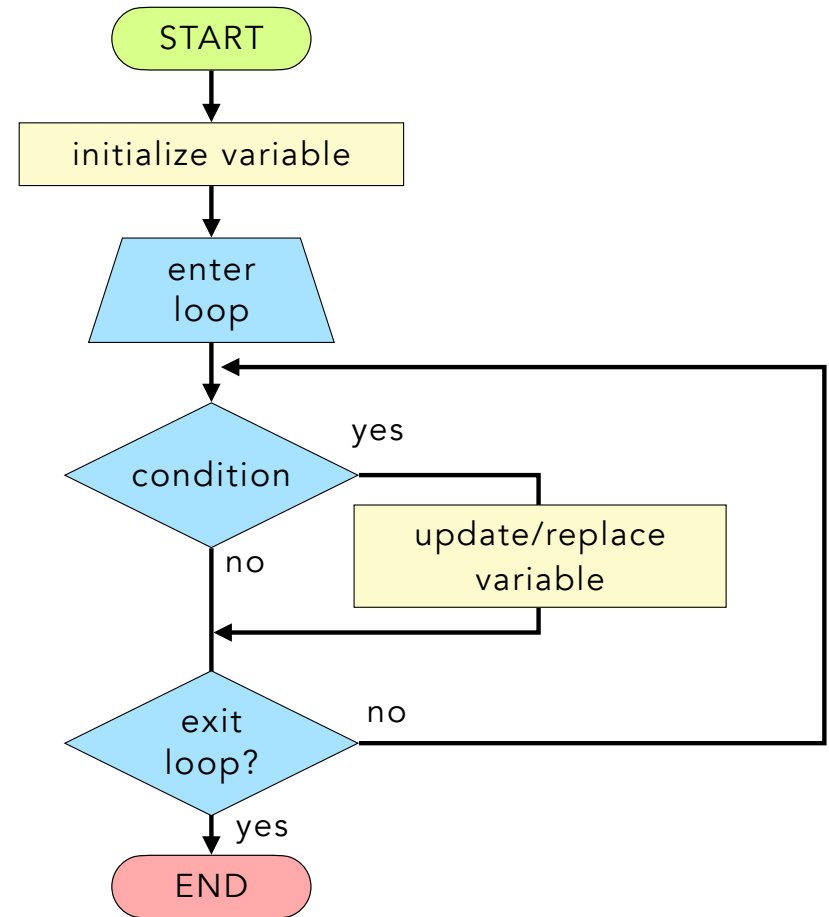 START
initialize variable
enter
loop
condition
yes
update/replace
variable
no
exit
loop?
no
yes
END